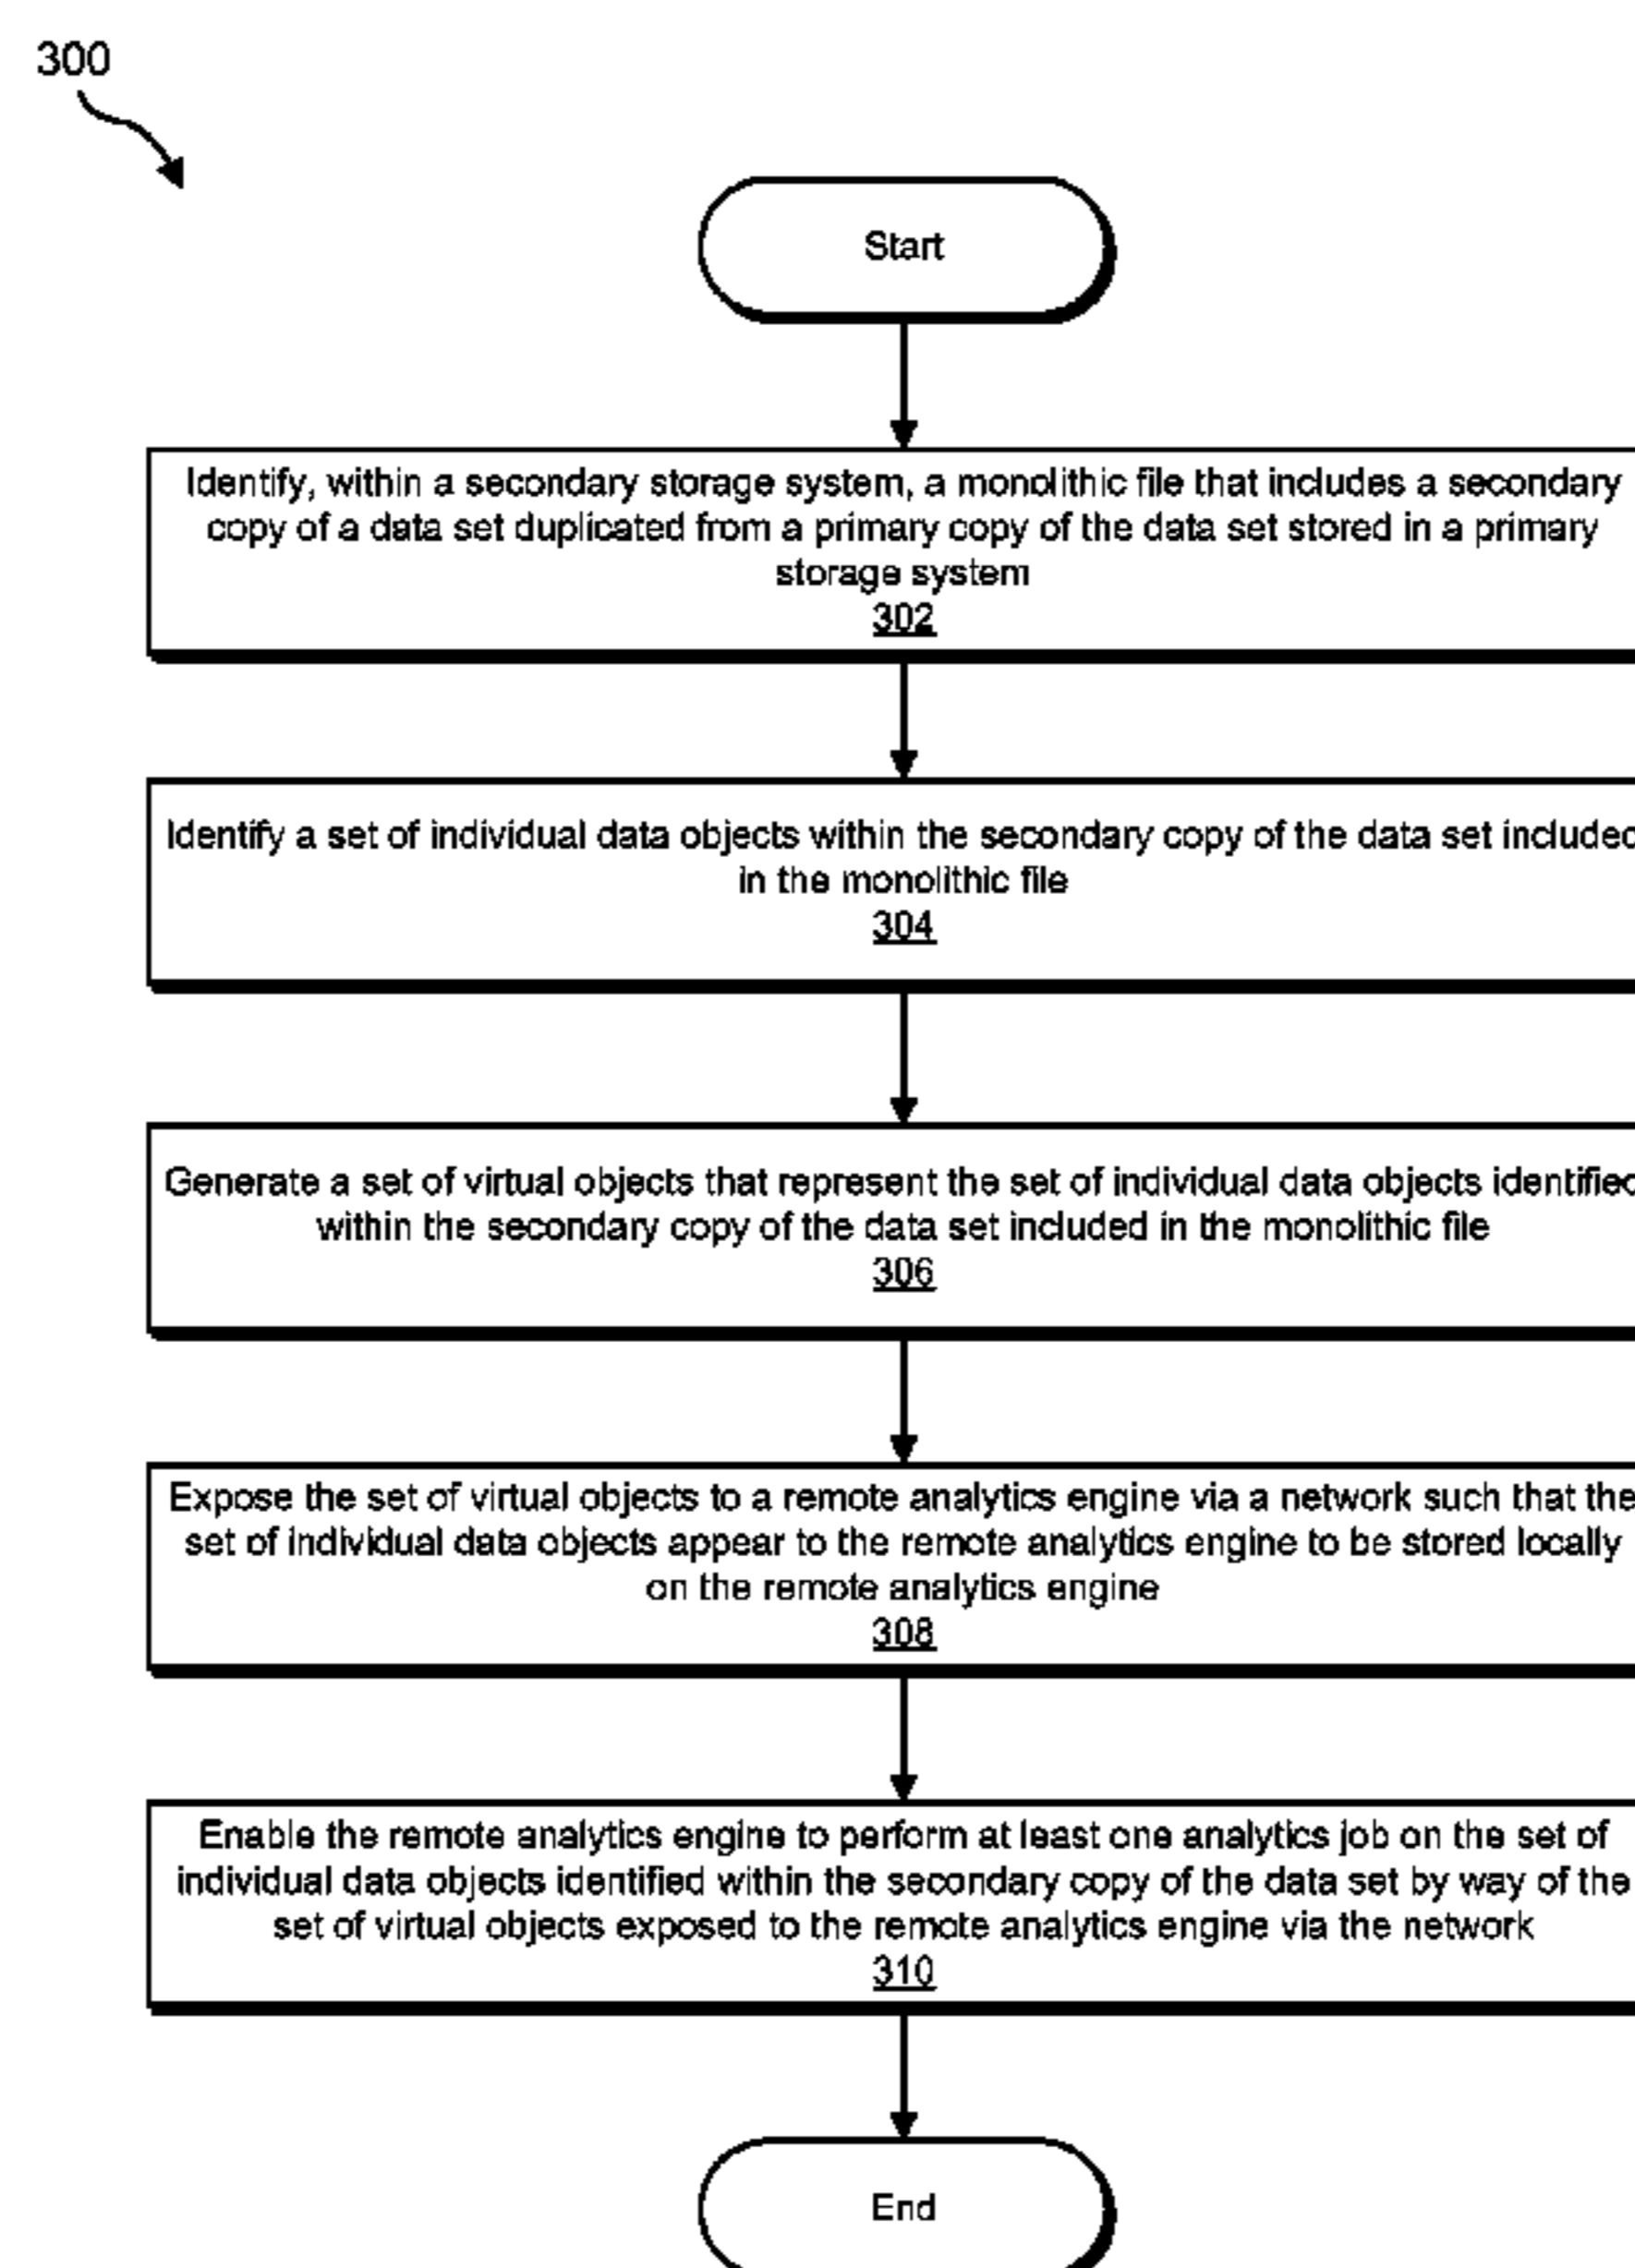 300
Start
Identify, within a secondary storage system, a monolithic file that includes a secondary
copy of a data set duplicated from a primary copy of the data set stored in a primary
storage system
302
Identify a set of individual data objects within the secondary copy of the data set included
in the monolithic file
304
Generate a set of virtual objects that represent the set of individual data objects identified
within the secondary copy of the data set included in the monolithic file
306
Expose the set of virtual objects to a remote analytics engine via a network such that the
set of individual data objects appear to the remote analytics engine to be stored locally
on the remote analytics engine
308
Enable the remote analytics engine to perform at least one analytics job on the set of
individual data objects identified within the secondary copy of the data set by way of the
set of virtual objects exposed to the remote analytics engine via the network
310
End